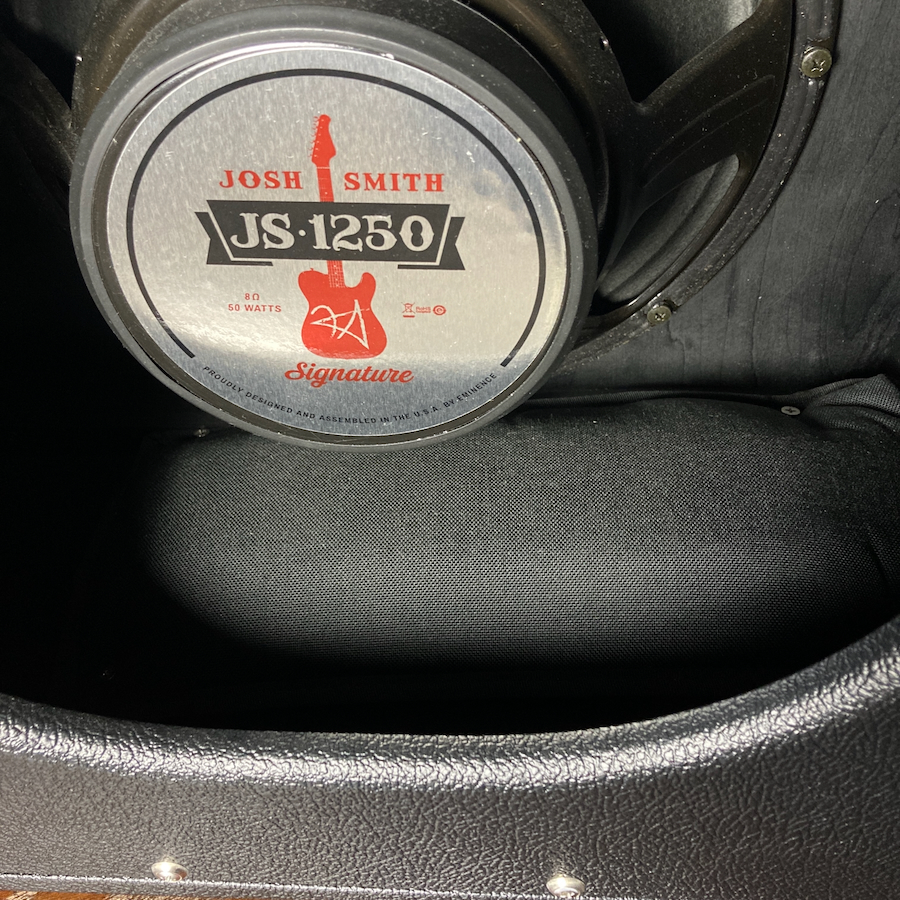 JOSH SMITH
JS·1250
8Ω
50 WATTS
Signature
PROUDLY DESIGNED AND ASSEMBLED IN THE U.S.A. BY EMINENCE